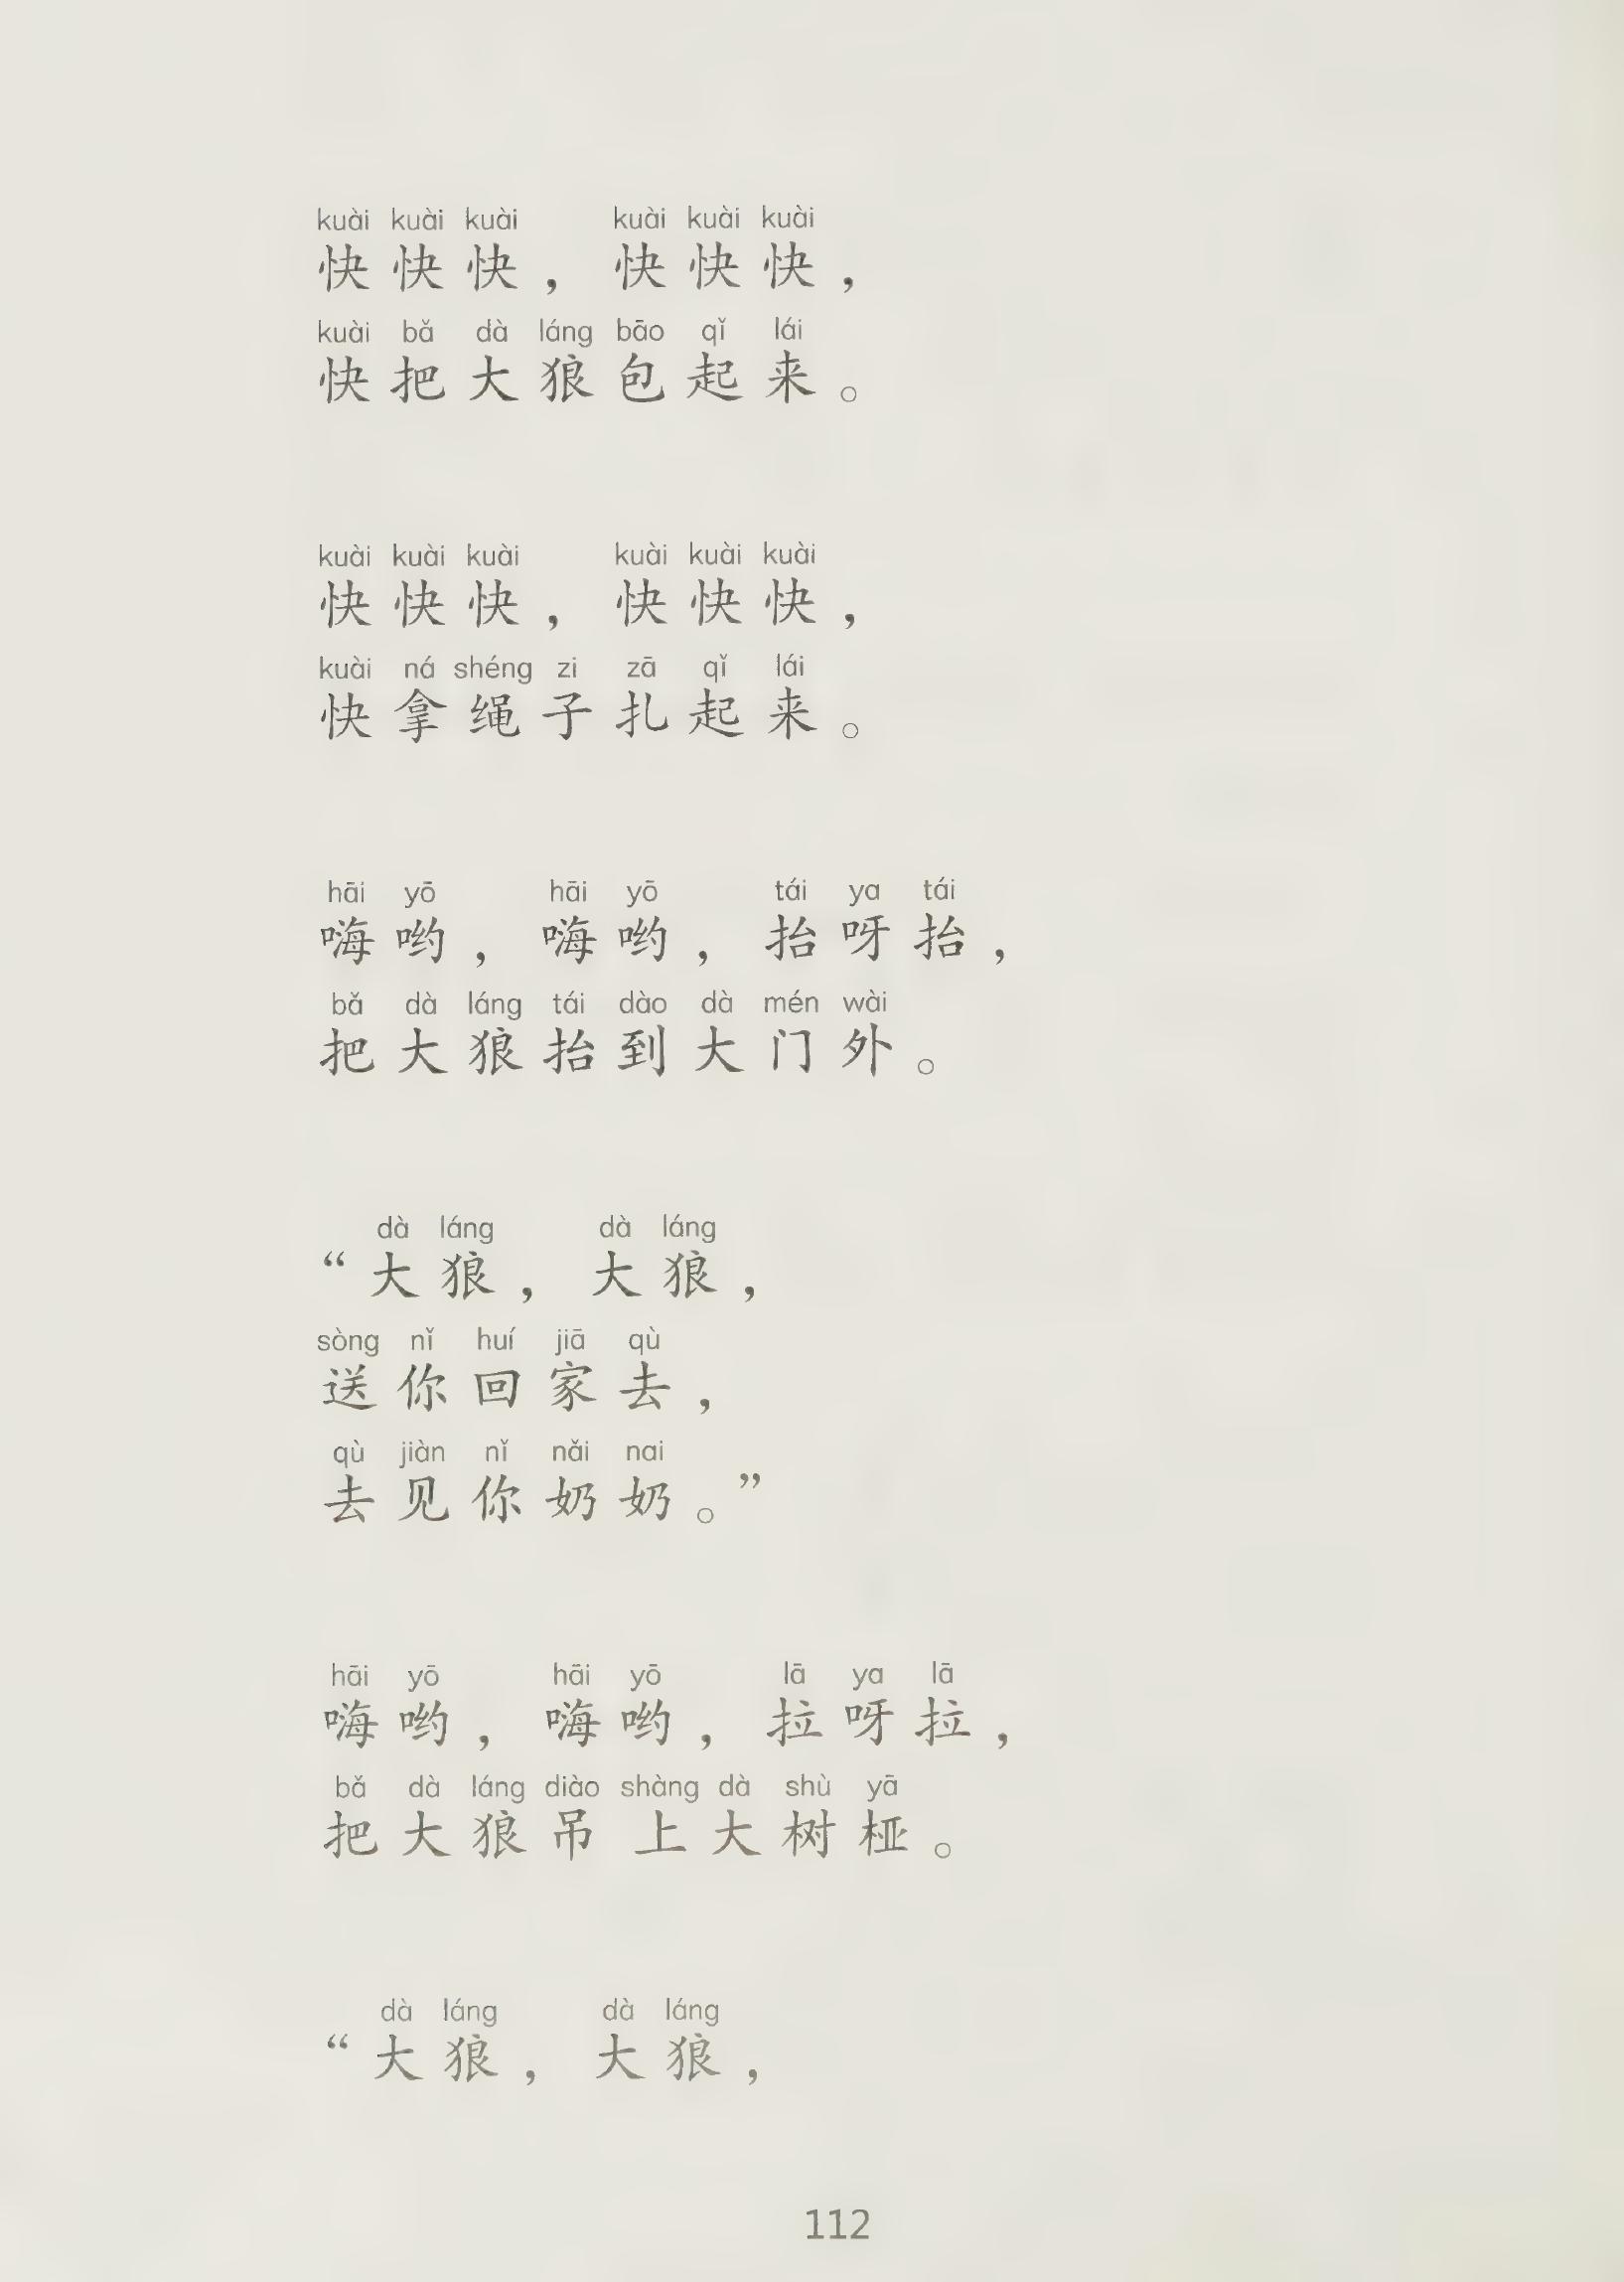 kuài kuài kuài kuài kuài kuài
快快快，快快快，
kuài bǎ dà láng bāo qǐ lái
快把大狼包起来。
kuài kuài kuài kuài kuài kuài
快快快，快快快，
kuài ná shéng zi zā qǐ lái
快拿绳子扎起来。
hāi yō hāi yō tái ya tái
嗨哟，嗨哟，抬呀抬，
bǎ dà láng tái dào dà mén wài
把大狼抬到大门外。
dà láng dà láng
“大狼，大狼，
sòng nǐ huí jiā qù
送你回家去，
qù jiàn nǐ nǎi nai
去见你奶奶。”
hāi yō hāi yō lā ya lā
嗨哟，嗨哟，拉呀拉，
bǎ dà láng diào shàng dà shù yā
把大狼吊上大树桠。
dà láng dà láng
“大狼，大狼，
112